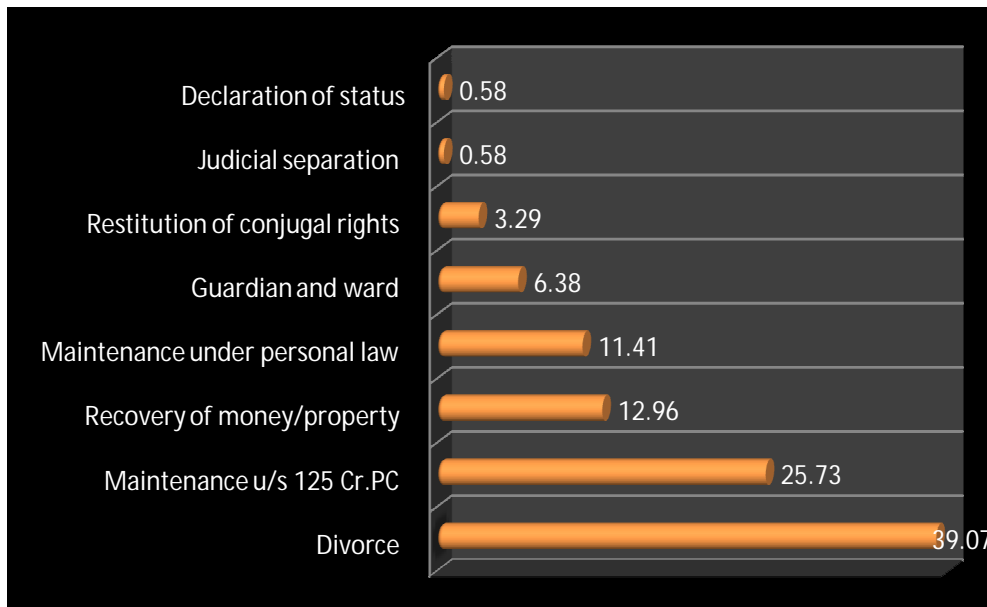 Declaration of status 0.58
Judicial separation 0.58
Restitution of conjugal rights 3.29
Guardian and ward 6.38
Maintenance under personal law 11.41
Recovery of money/property 12.96
Maintenance u/s 125 Cr.PC 25.73
Divorce 39.07